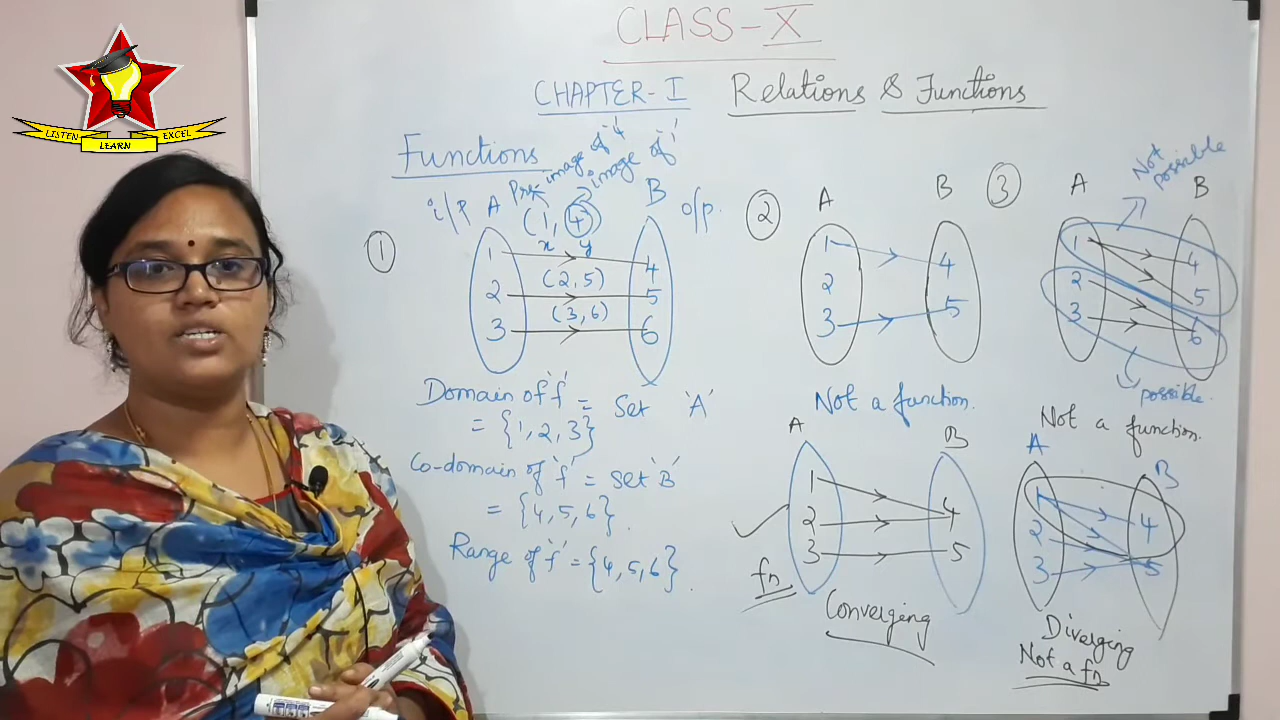 LISTEN
LEARN
EXCEL
CLASS-X
CHAPTER-I Relations & Functions
Functions
Pre-image of '4'
image of '1'
i/p A (1, 4) B o/p.
x y
①
1 4
(2, 5)
2 5
(3, 6)
3 6
Domain of 'f' = Set 'A'
= {1, 2, 3}
Co-domain of 'f' = Set 'B'
= {4, 5, 6}.
Range of 'f' = {4, 5, 6}.
②
A B
1 4
2
3 5
Not a function.
③
A B
Not possible
1 4
2 5
3 6
possible.
Not a function.
A B
1
2 4
3 5
fn
Converging
A B
1
2 4
3 5
Diverging
Not a fn